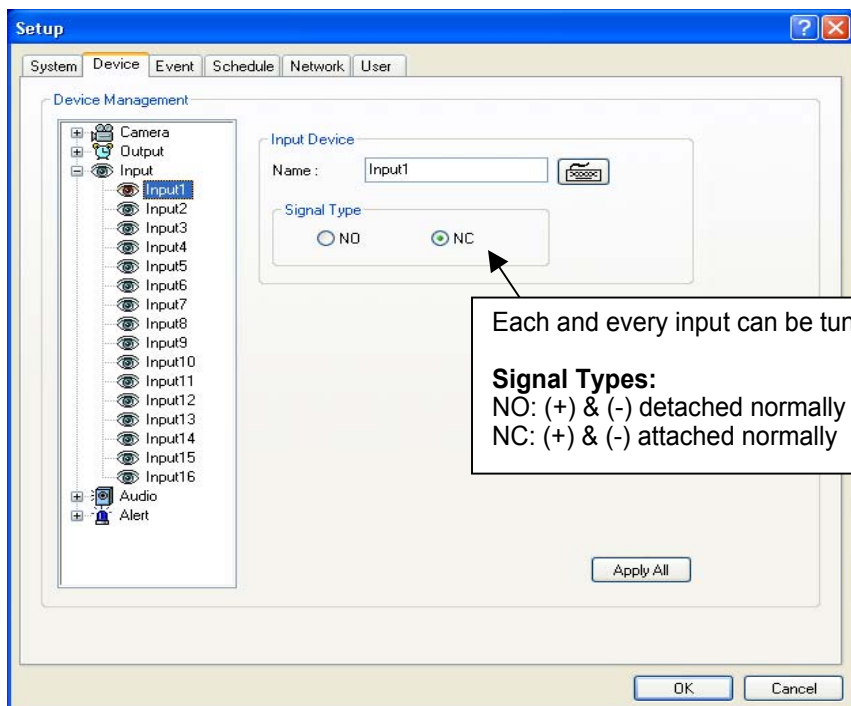 Setup
System Device Event Schedule Network User
Device Management
Camera
Output
Input
Input1
Input2
Input3
Input4
Input5
Input6
Input7
Input8
Input9
Input10
Input11
Input12
Input13
Input14
Input15
Input16
Audio
Alert
Input Device
Name : Input1
Signal Type
NO NC
Each and every input can be tun
Signal Types:
NO: (+) & (-) detached normally
NC: (+) & (-) attached normally
Apply All
OK Cancel